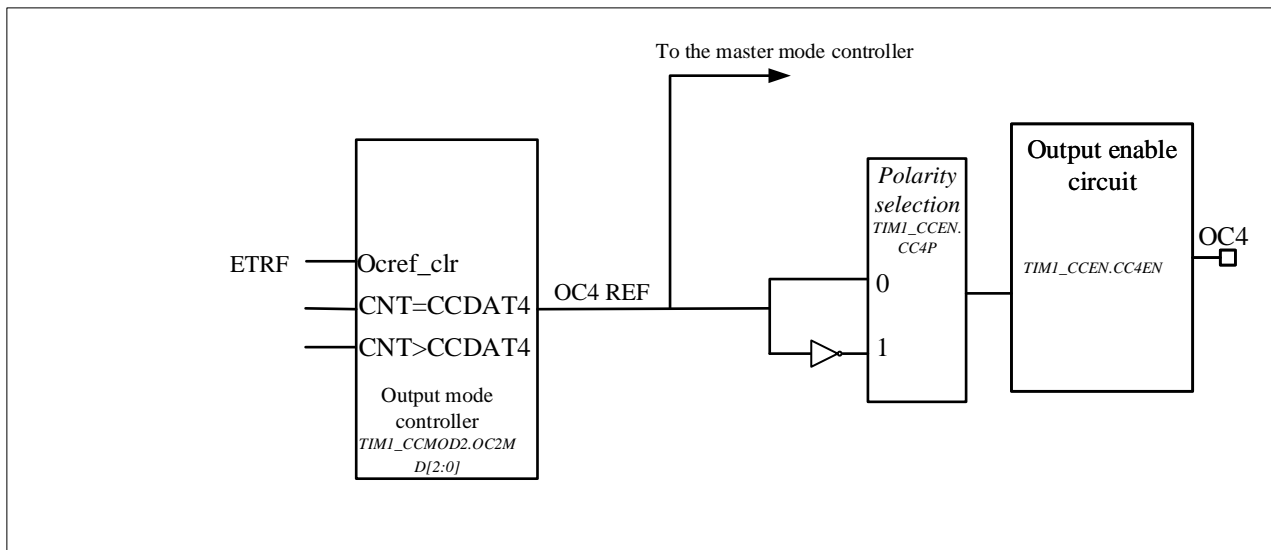 To the master mode controller
Output enable
circuit
Polarity
selection
TIM1_CCEN.
CC4P
OC4
ETRF
Ocref_clr
TIM1_CCEN.CC4EN
0
OC4 REF
CNT=CCDAT4
CNT>CCDAT4
1
Output mode
controller
TIM1_CCMOD2.OC2M
D[2:0]